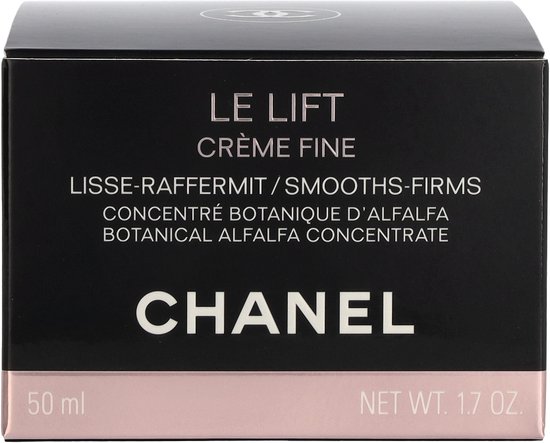 LE LIFT
CRÈME FINE
LISSE-RAFFERMIT / SMOOTHS-FIRMS
CONCENTRÉ BOTANIQUE D'ALFALFA
BOTANICAL ALFALFA CONCENTRATE
CHANEL
50 ml NET WT. 1.7 OZ.